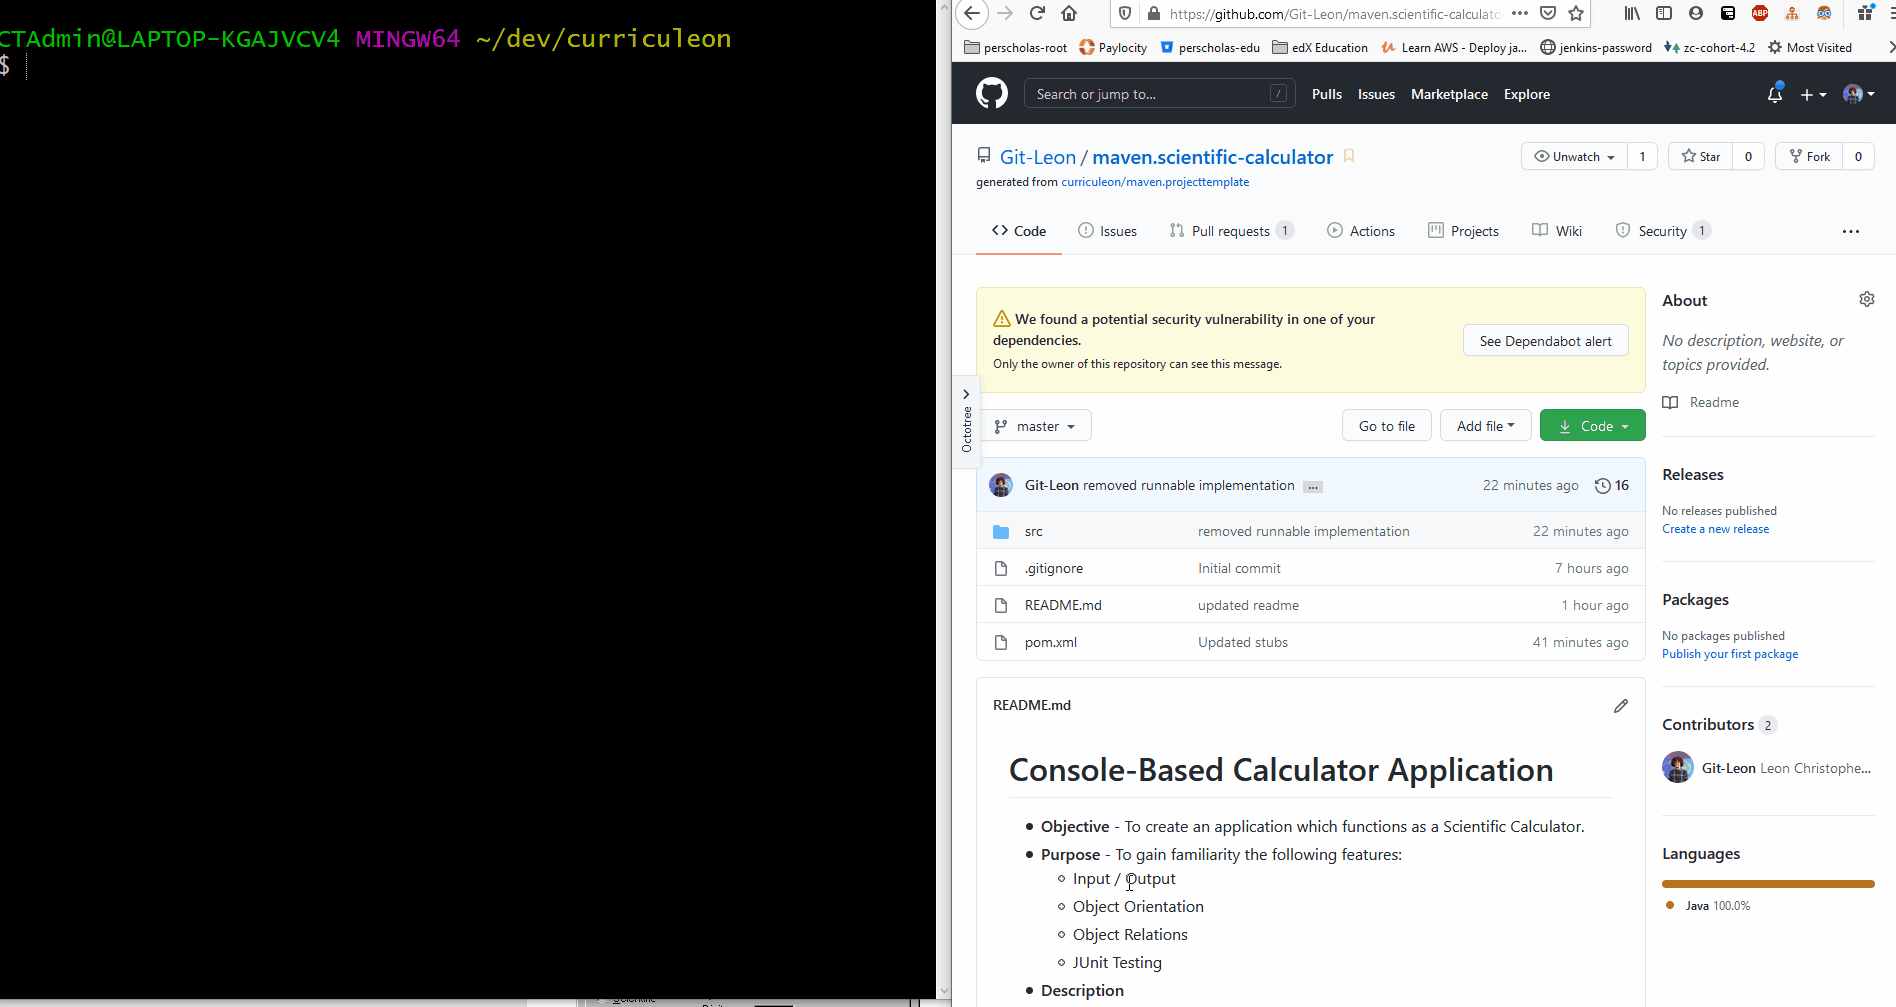 CTAdmin@LAPTOP-KGAJVCV4 MINGW64 ~/dev/curriculeon
$
https://github.com/Git-Leon/maven.scientific-calculato
perscholas-root Paylocity perscholas-edu edX Education Learn AWS - Deploy ja... jenkins-password zc-cohort-4.2 Most Visited
Search or jump to... / Pulls Issues Marketplace Explore
Git-Leon / maven.scientific-calculator Unwatch 1 Star 0 Fork 0
generated from curriculeon/maven.projecttemplate
Code Issues Pull requests 1 Actions Projects Wiki Security 1
We found a potential security vulnerability in one of your
dependencies.
Only the owner of this repository can see this message.
See Dependabot alert
Octotree
master Go to file Add file Code
Git-Leon removed runnable implementation ... 22 minutes ago 16
src removed runnable implementation 22 minutes ago
.gitignore Initial commit 7 hours ago
README.md updated readme 1 hour ago
pom.xml Updated stubs 41 minutes ago
README.md
Console-Based Calculator Application
Objective - To create an application which functions as a Scientific Calculator.
Purpose - To gain familiarity the following features:
Input / Output
Object Orientation
Object Relations
JUnit Testing
Description
About
No description, website, or
topics provided.
Readme
Releases
No releases published
Create a new release
Packages
No packages published
Publish your first package
Contributors 2
Git-Leon Leon Christophe...
Languages
Java 100.0%